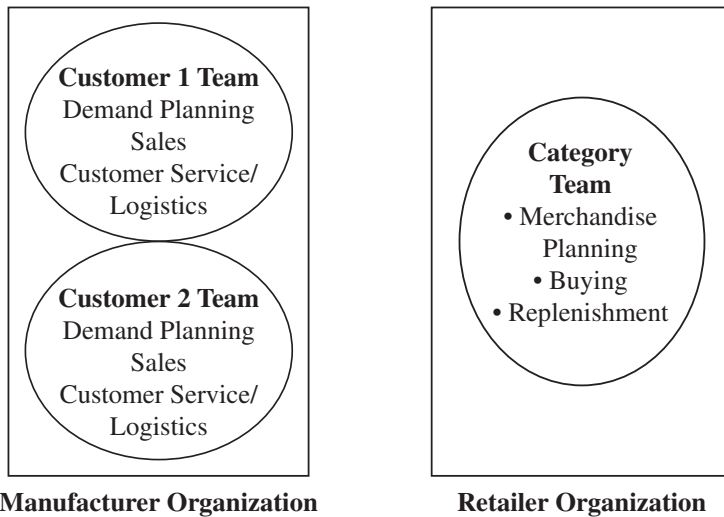 Customer 1 Team
Demand Planning
Sales
Customer Service/
Logistics
Customer 2 Team
Demand Planning
Sales
Customer Service/
Logistics
Manufacturer Organization
Category
Team
• Merchandise
Planning
• Buying
• Replenishment
Retailer Organization